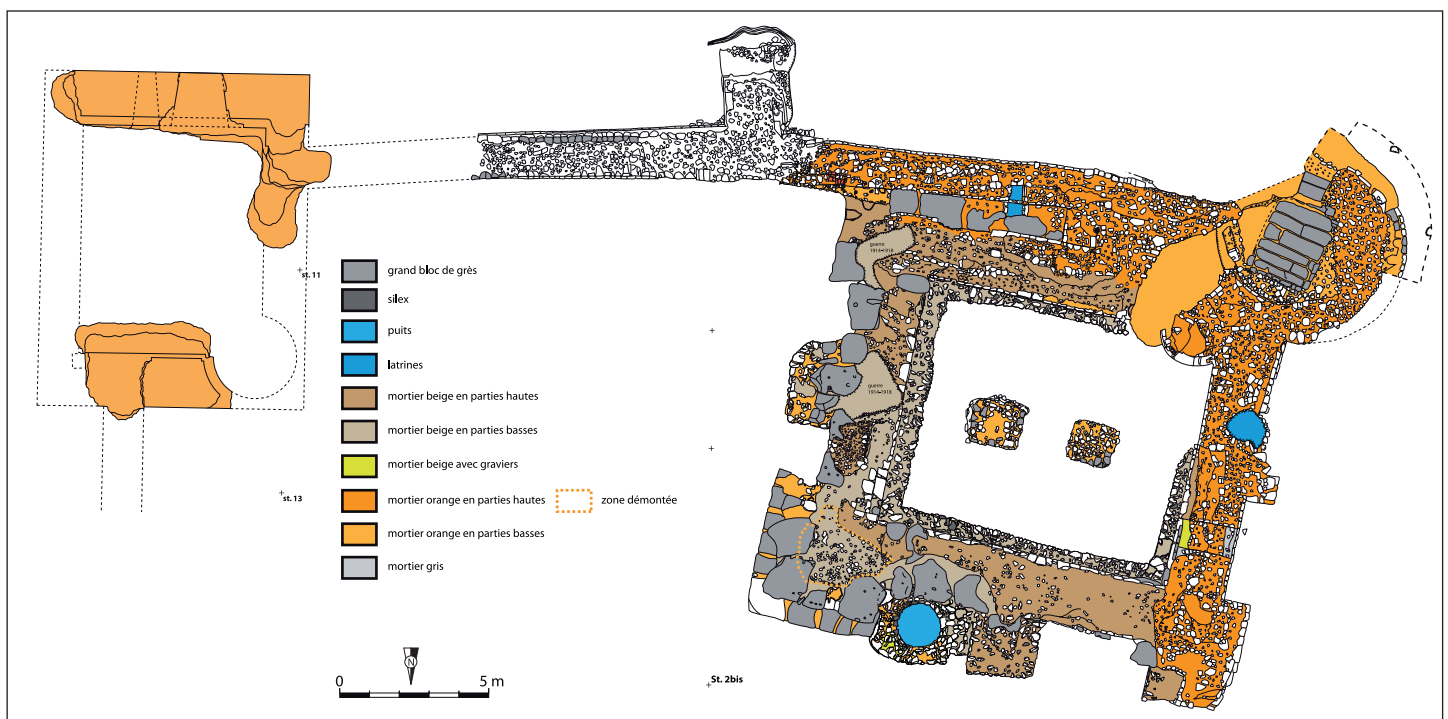 D'
C'
guerre
1914-1918
st. 11
grand bloc de grès
silex
puits
latrines
guerre
1914-1918
mortier beige en parties hautes
mortier beige en parties basses
mortier beige avec graviers
st. 13
mortier orange en parties hautes
zone démontée
mortier orange en parties basses
mortier gris
N
0
5 m
St. 2bis